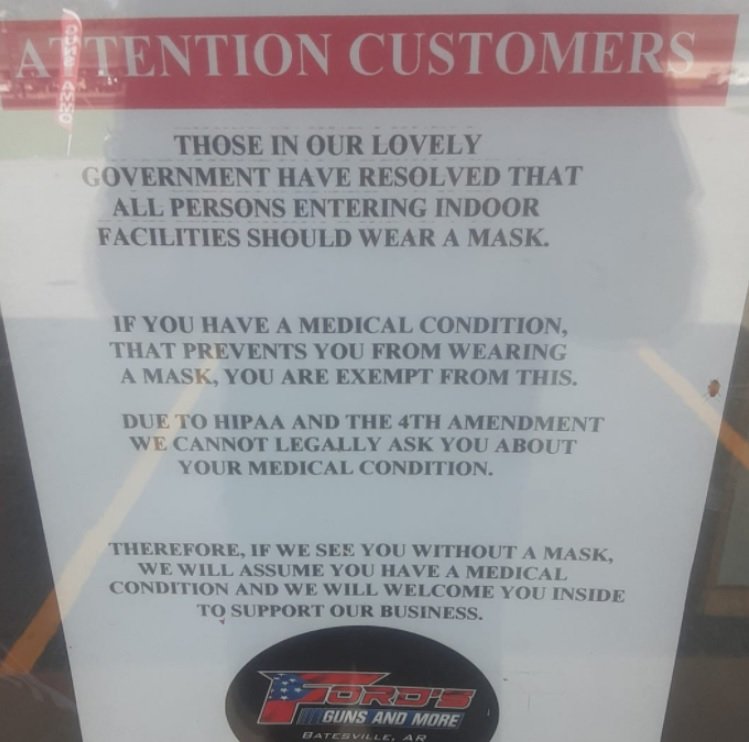 ATTENTION CUSTOMERS
THOSE IN OUR LOVELY
GOVERNMENT HAVE RESOLVED THAT
ALL PERSONS ENTERING INDOOR
FACILITIES SHOULD WEAR A MASK.
IF YOU HAVE A MEDICAL CONDITION,
THAT PREVENTS YOU FROM WEARING
A MASK, YOU ARE EXEMPT FROM THIS.
DUE TO HIPAA AND THE 4TH AMENDMENT
WE CANNOT LEGALLY ASK YOU ABOUT
YOUR MEDICAL CONDITION.
THEREFORE, IF WE SEE YOU WITHOUT A MASK,
WE WILL ASSUME YOU HAVE A MEDICAL
CONDITION AND WE WILL WELCOME YOU INSIDE
TO SUPPORT OUR BUSINESS.
FORD'S
GUNS AND MORE
BATESVILLE, AR